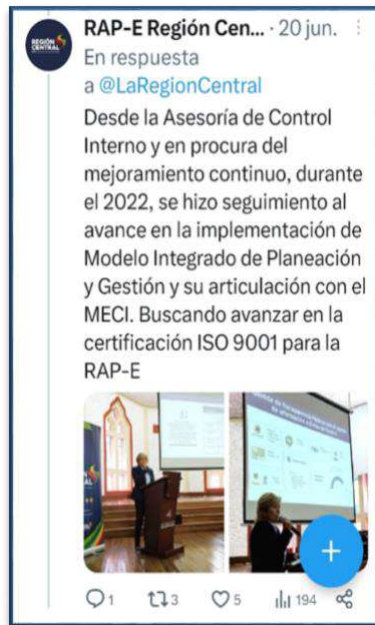 RAP-E Región Cen... · 20 jun.
En respuesta
a @LaRegionCentral
Desde la Asesoría de Control
Interno y en procura del
mejoramiento continuo, durante
el 2022, se hizo seguimiento al
avance en la implementación de
Modelo Integrado de Planeación
y Gestión y su articulación con el
MECI. Buscando avanzar en la
certificación ISO 9001 para la
RAP-E
1 3 5 194